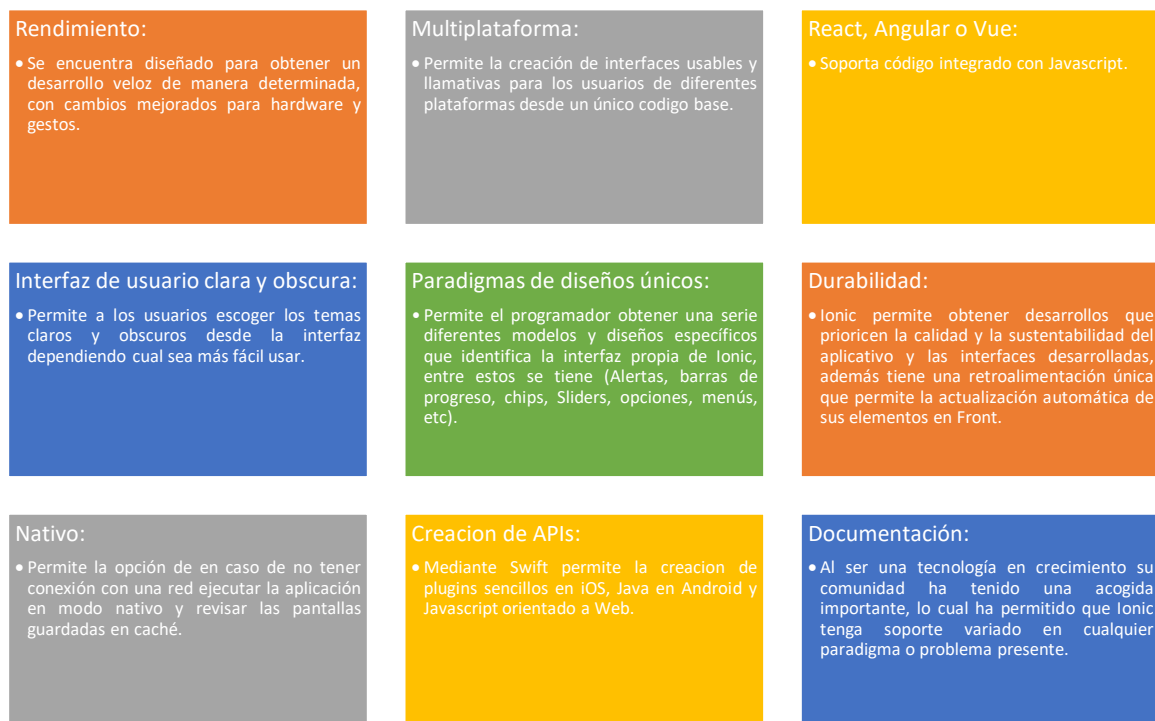 Rendimiento:
• Se encuentra diseñado para obtener un
desarrollo veloz de manera determinada,
con cambios mejorados para hardware y
gestos.
Multiplataforma:
• Permite la creación de interfaces usables y
llamativas para los usuarios de diferentes
plataformas desde un único codigo base.
React, Angular o Vue:
• Soporta código integrado con Javascript.
Interfaz de usuario clara y obscura:
• Permite a los usuarios escoger los temas
claros y obscuros desde la interfaz
dependiendo cual sea más fácil usar.
Paradigmas de diseños únicos:
• Permite el programador obtener una serie
diferentes modelos y diseños específicos
que identifica la interfaz propia de Ionic,
entre estos se tiene (Alertas, barras de
progreso, chips, Sliders, opciones, menús,
etc).
Durabilidad:
• Ionic permite obtener desarrollos que
prioricen la calidad y la sustentabilidad del
aplicativo y las interfaces desarrolladas,
además tiene una retroalimentación única
que permite la actualización automática de
sus elementos en Front.
Nativo:
• Permite la opción de en caso de no tener
conexión con una red ejecutar la aplicación
en modo nativo y revisar las pantallas
guardadas en caché.
Creacion de APIs:
• Mediante Swift permite la creacion de
plugins sencillos en iOS, Java en Android y
Javascript orientado a Web.
Documentación:
• Al ser una tecnología en crecimiento su
comunidad ha tenido una acogida
importante, lo cual ha permitido que Ionic
tenga soporte variado en cualquier
paradigma o problema presente.